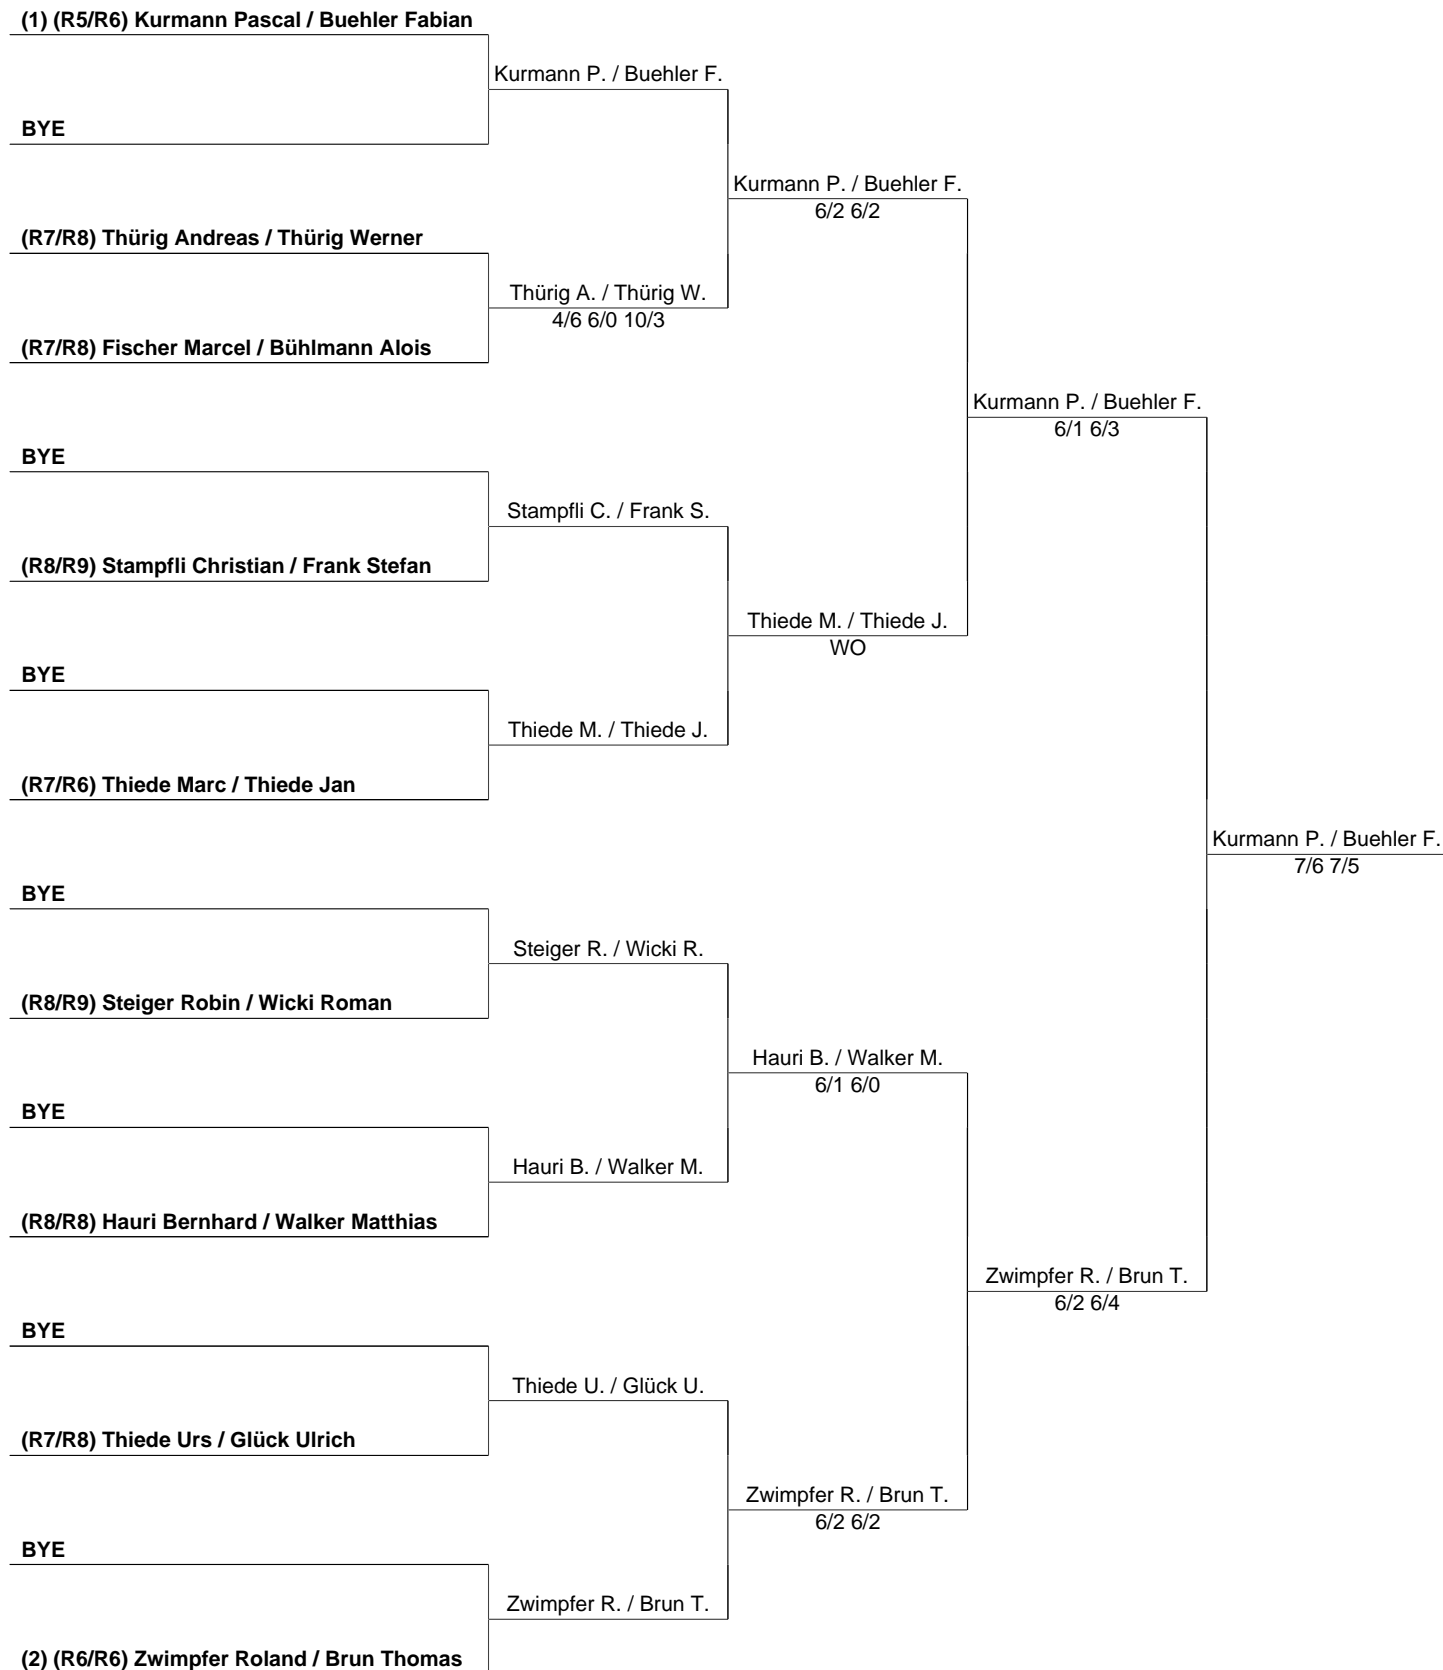 (1) (R5/R6) Kurmann Pascal / Buehler Fabian
Kurmann P. / Buehler F.
BYE
Kurmann P. / Buehler F.
6/2 6/2
(R7/R8) Thürig Andreas / Thürig Werner
Thürig A. / Thürig W.
4/6 6/0 10/3
(R7/R8) Fischer Marcel / Bühlmann Alois
Kurmann P. / Buehler F.
6/1 6/3
BYE
Stampfli C. / Frank S.
(R8/R9) Stampfli Christian / Frank Stefan
Thiede M. / Thiede J.
WO
BYE
Thiede M. / Thiede J.
(R7/R6) Thiede Marc / Thiede Jan
Kurmann P. / Buehler F.
7/6 7/5
BYE
Steiger R. / Wicki R.
(R8/R9) Steiger Robin / Wicki Roman
Hauri B. / Walker M.
6/1 6/0
BYE
Hauri B. / Walker M.
(R8/R8) Hauri Bernhard / Walker Matthias
Zwimpfer R. / Brun T.
6/2 6/4
BYE
Thiede U. / Glück U.
(R7/R8) Thiede Urs / Glück Ulrich
Zwimpfer R. / Brun T.
6/2 6/2
BYE
Zwimpfer R. / Brun T.
(2) (R6/R6) Zwimpfer Roland / Brun Thomas